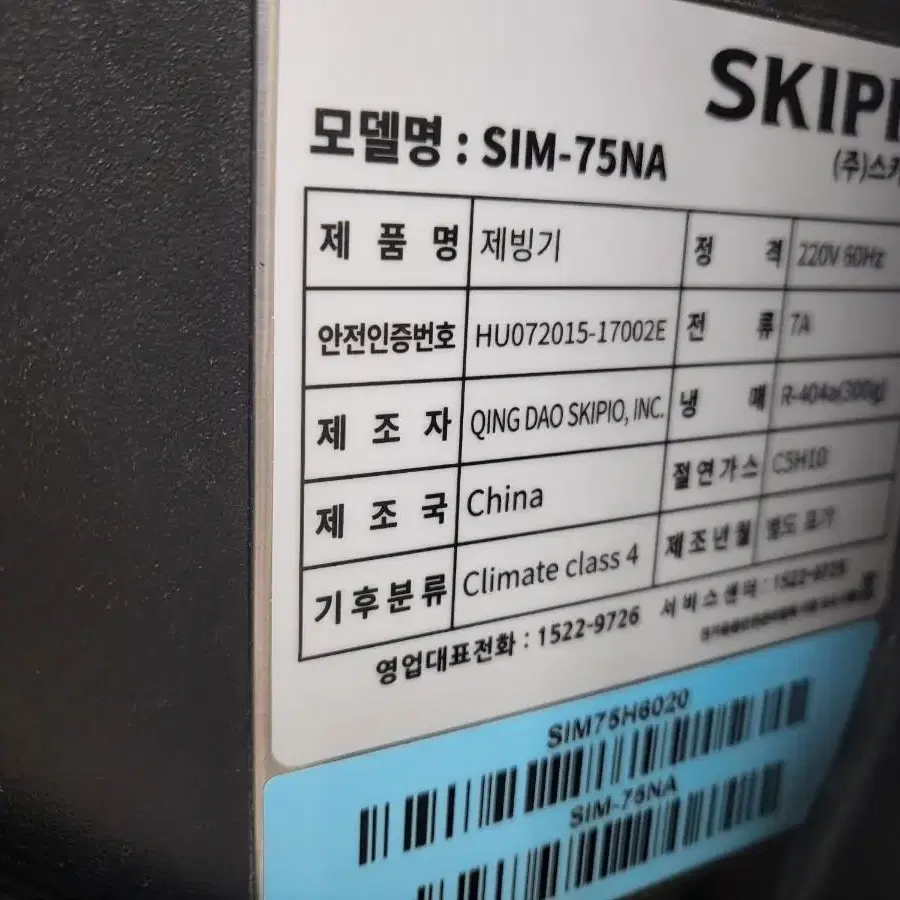 SKIPI
모델명 : SIM-75NA
(주)스카
제 품 명 제빙기 정 격 220V 60Hz
안전인증번호 HU072015-17002E 전 류 7A
제 조 자 QING DAO SKIPIO, INC. 냉 매 R-404a(300g)
제 조 국 China 절연가스 C5H10
기후분류 Climate class 4 제조년월 별도 표기
영업대표전화 : 1522-9726 서비스센터 : 1522-9726
SIM75H6020
SIM-75NA